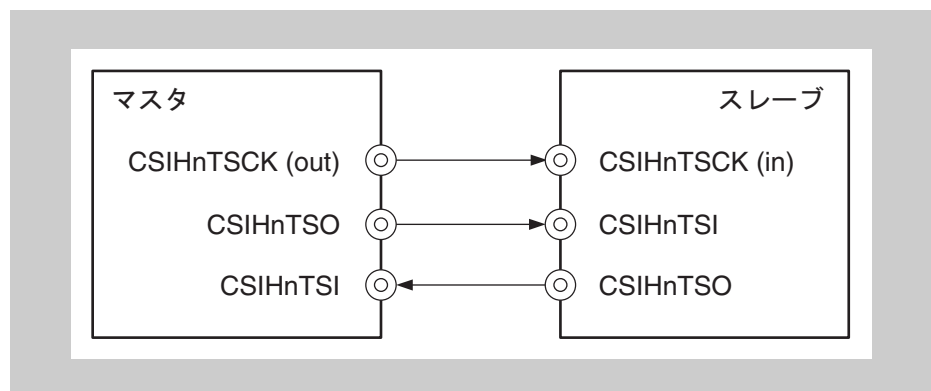 マスタ
スレーブ
CSIHnTSCK (out)
CSIHnTSCK (in)
CSIHnTSO
CSIHnTSI
CSIHnTSI
CSIHnTSO